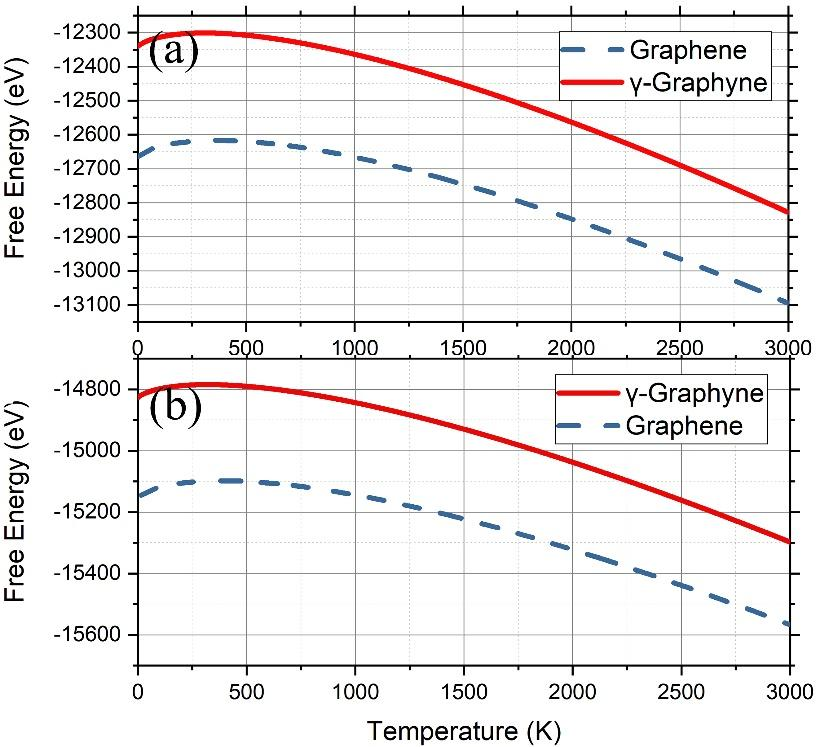 Free Energy (eV)
-12300
-12400
-12500
-12600
-12700
-12800
-12900
-13000
-13100
(a)
Graphene
γ-Graphyne
0 500 1000 1500 2000 2500 3000
Free Energy (eV)
-14800
-15000
-15200
-15400
-15600
(b)
γ-Graphyne
Graphene
0 500 1000 1500 2000 2500 3000
Temperature (K)